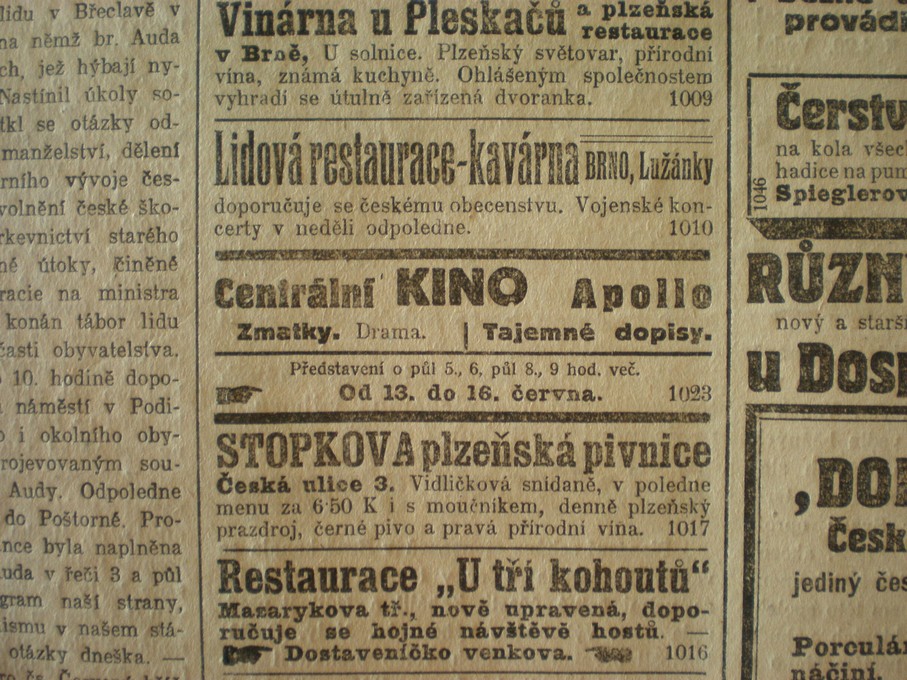 lidu v Břeclavě v
na němž br. Auda
ch, jež hýbají ny-
Nastínil úkoly so-
tkl se otázky od-
manželství, dělení
rního vývoje čes-
volnění české ško-
rkevnictví starého
né útoky, činěné
racie na ministra
konán tábor lidu
části obyvatelstva.
10. hodině dopo-
náměstí v Podi-
i okolního oby-
rojevovaným sou-
Audy. Odpoledne
do Poštorné. Pro-
nce byla naplněna
uda v řeči 3 a půl
gram naší strany,
ismu v našem stá-
otázky dneška. —
Vinárna u Pleskačů a plzeňská
restaurace
v Brně, U solnice. Plzeňský světovar, přírodní
vína, známá kuchyně. Ohlášeným společnostem
vyhradí se útulně zařízená dvoranka. 1009
Lidová restaurace-kavárna BRNO, Lužánky
doporučuje se českému obecenstvu. Vojenské kon-
certy v neděli odpoledne. 1010
Centrální KINO Apollo
Zmatky. Drama. | Tajemné dopisy.
Představení o půl 5., 6, půl 8., 9 hod. več.
Od 13. do 16. června. 1023
STOPKOVA plzeňská pivnice
Česká ulice 3. Vidličková snídaně, v poledne
menu za 6·50 K i s moučníkem, denně plzeňský
prazdroj, černé pivo a pravá přírodní vína. 1017
Restaurace „U tří kohoutů“
Masarykova tř., nově upravená, dopo-
ručuje se hojné návštěvě hostů. —
Dostaveníčko venkova. 1016
provádí
Čerstv
na kola všec
hadice na pum
Spieglerov
1046
RŮZN
nový a starš
u Dosp
Česk
jediný čes
Porculán
náčiní.